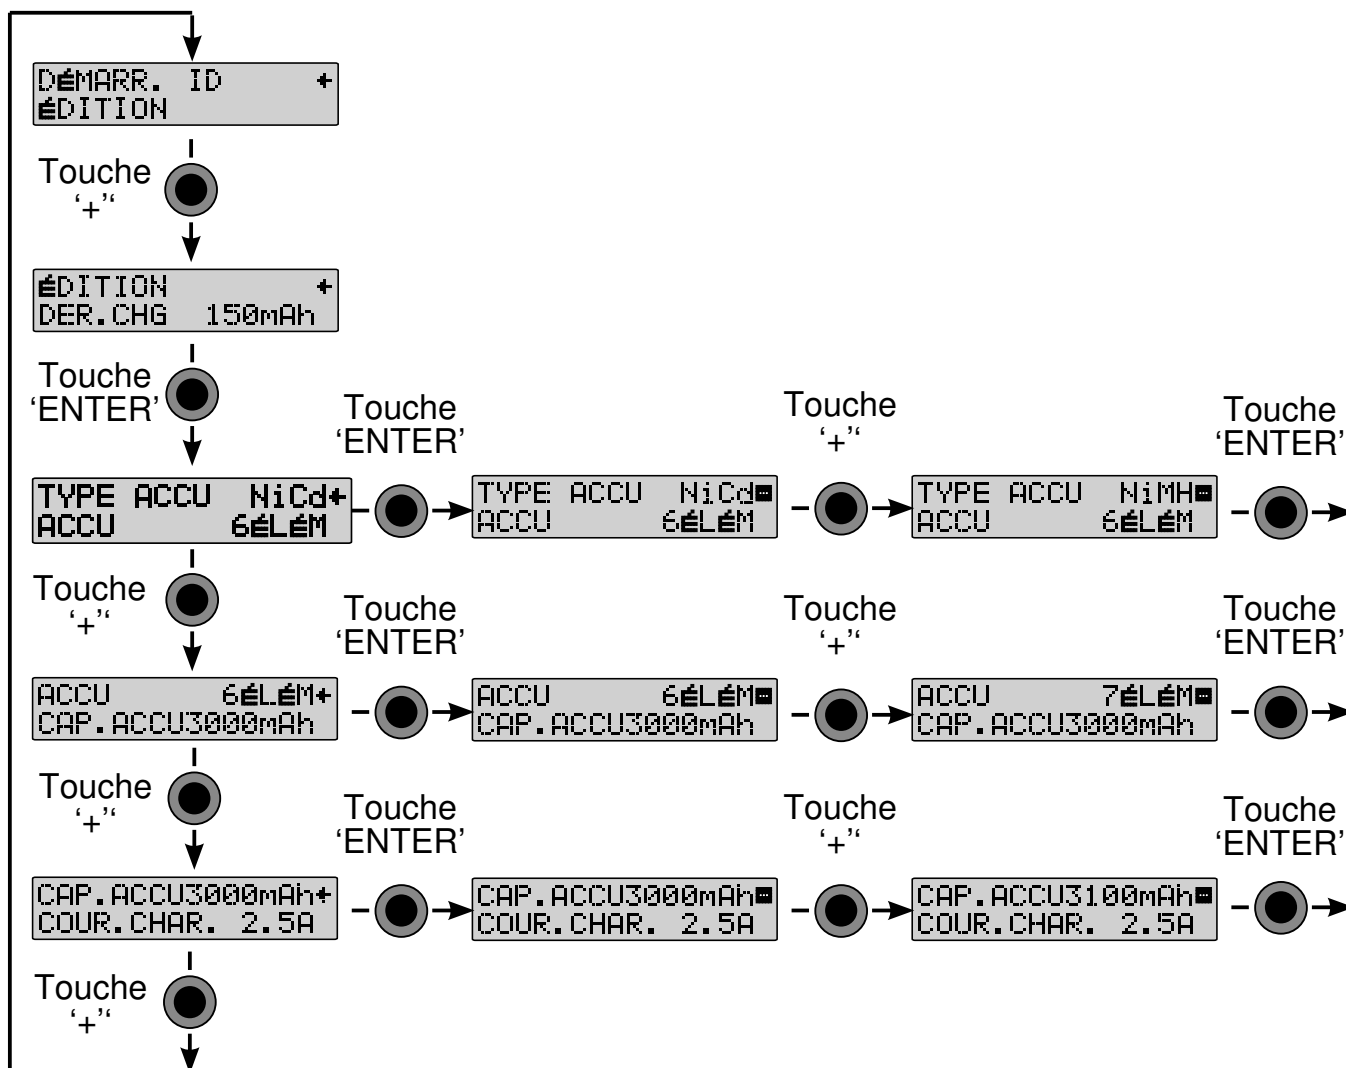 DÉMARR. ID ←
ÉDITION
Touche
‘+’‘
ÉDITION ←
DER.CHG 150mAh
Touche
‘ENTER’
TYPE ACCU NiCd←
ACCU 6ÉLÉM
Touche
‘ENTER’
TYPE ACCU NiCd
ACCU 6ÉLÉM
Touche
‘+’‘
TYPE ACCU NiMH
ACCU 6ÉLÉM
Touche
‘ENTER’
Touche
‘+’‘
ACCU 6ÉLÉM←
CAP.ACCU3000mAh
Touche
‘ENTER’
ACCU 6ÉLÉM
CAP.ACCU3000mAh
Touche
‘+’‘
ACCU 7ÉLÉM
CAP.ACCU3000mAh
Touche
‘ENTER’
Touche
‘+’‘
CAP.ACCU3000mAh←
COUR.CHAR. 2.5A
Touche
‘ENTER’
CAP.ACCU3000mAh
COUR.CHAR. 2.5A
Touche
‘+’‘
CAP.ACCU3100mAh
COUR.CHAR. 2.5A
Touche
‘ENTER’
Touche
‘+’‘